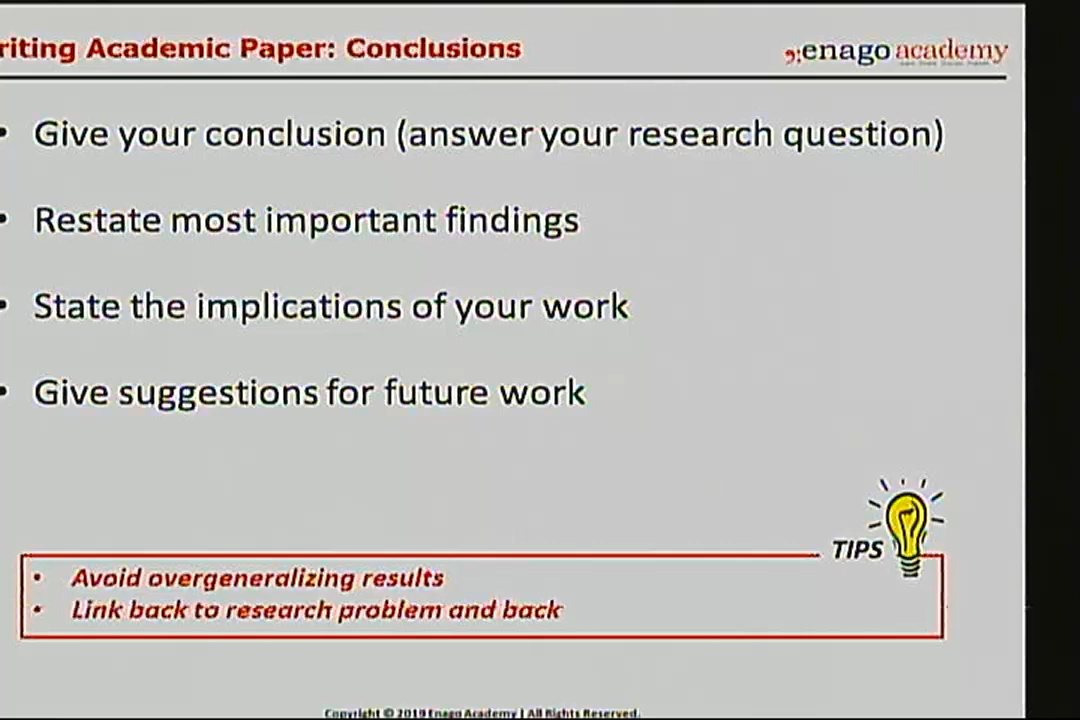 riting Academic Paper: Conclusions
enago academy
• Give your conclusion (answer your research question)
• Restate most important findings
• State the implications of your work
• Give suggestions for future work
TIPS
• Avoid overgeneralizing results
• Link back to research problem and back
Copyright © 2019 Enago Academy | All Rights Reserved.